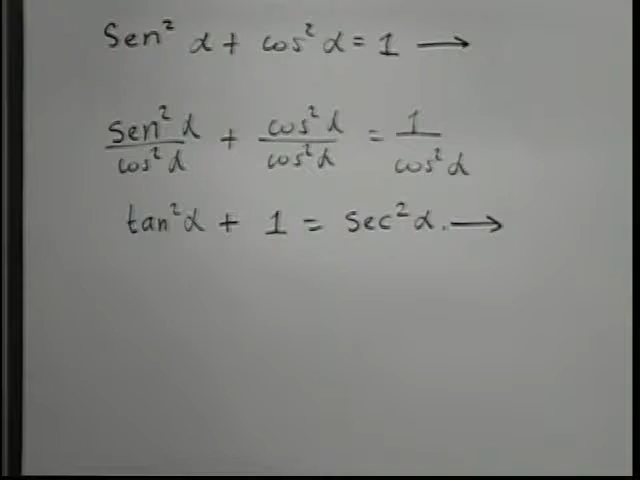 Sen² α + cos² α = 1 →
Sen² α / cos² α + cos² α / cos² α = 1 / cos² α
tan² α + 1 = Sec² α. →